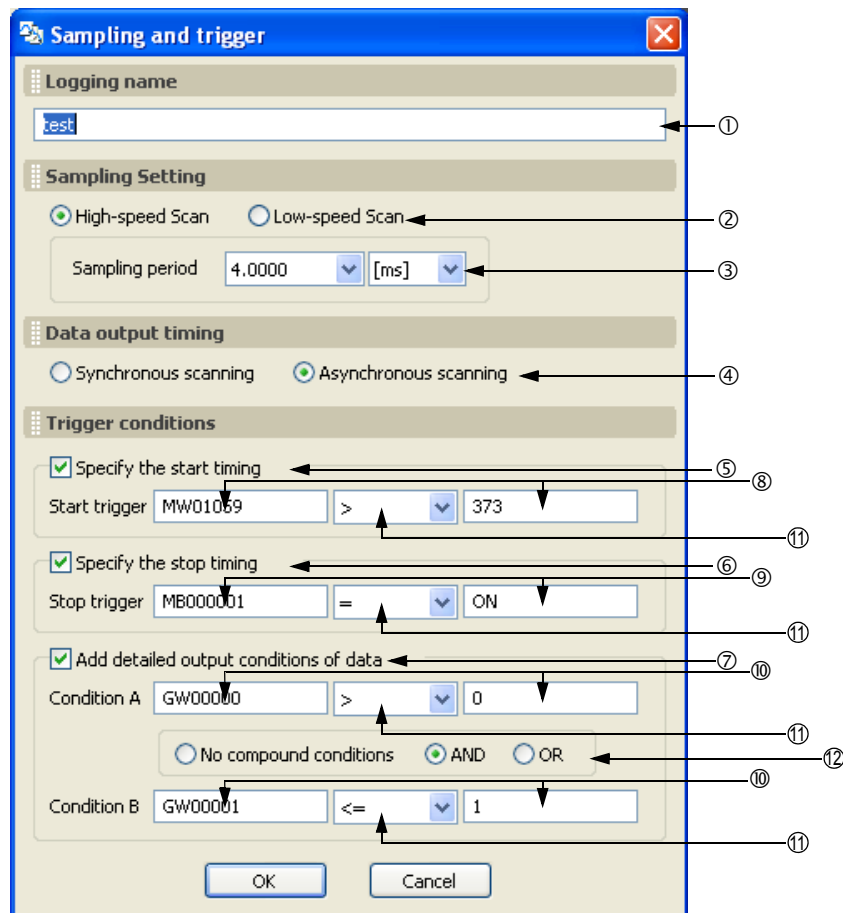 Sampling and trigger
Logging name
test ①
Sampling Setting
High-speed Scan Low-speed Scan ②
Sampling period 4.0000 [ms] ③
Data output timing
Synchronous scanning Asynchronous scanning ④
Trigger conditions
Specify the start timing ⑤
⑧
Start trigger MW01059 > 373
⑪
Specify the stop timing ⑥
⑨
Stop trigger MB000001 = ON
⑪
Add detailed output conditions of data ⑦
⑩
Condition A GW00000 > 0
⑪
No compound conditions AND OR ⑫
⑩
Condition B GW00001 <= 1
⑪
OK Cancel